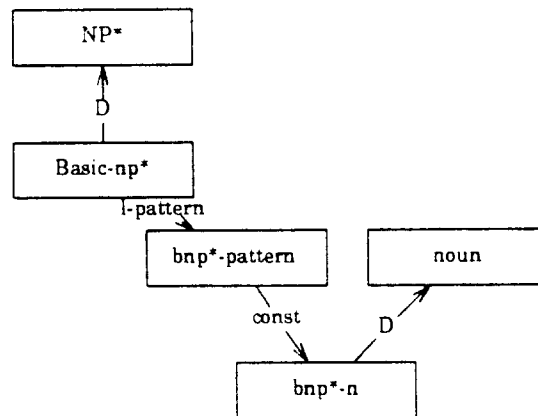 NP*
D
Basic-np*
l-pattern
bnp*-pattern
noun
const
D
bnp*-n